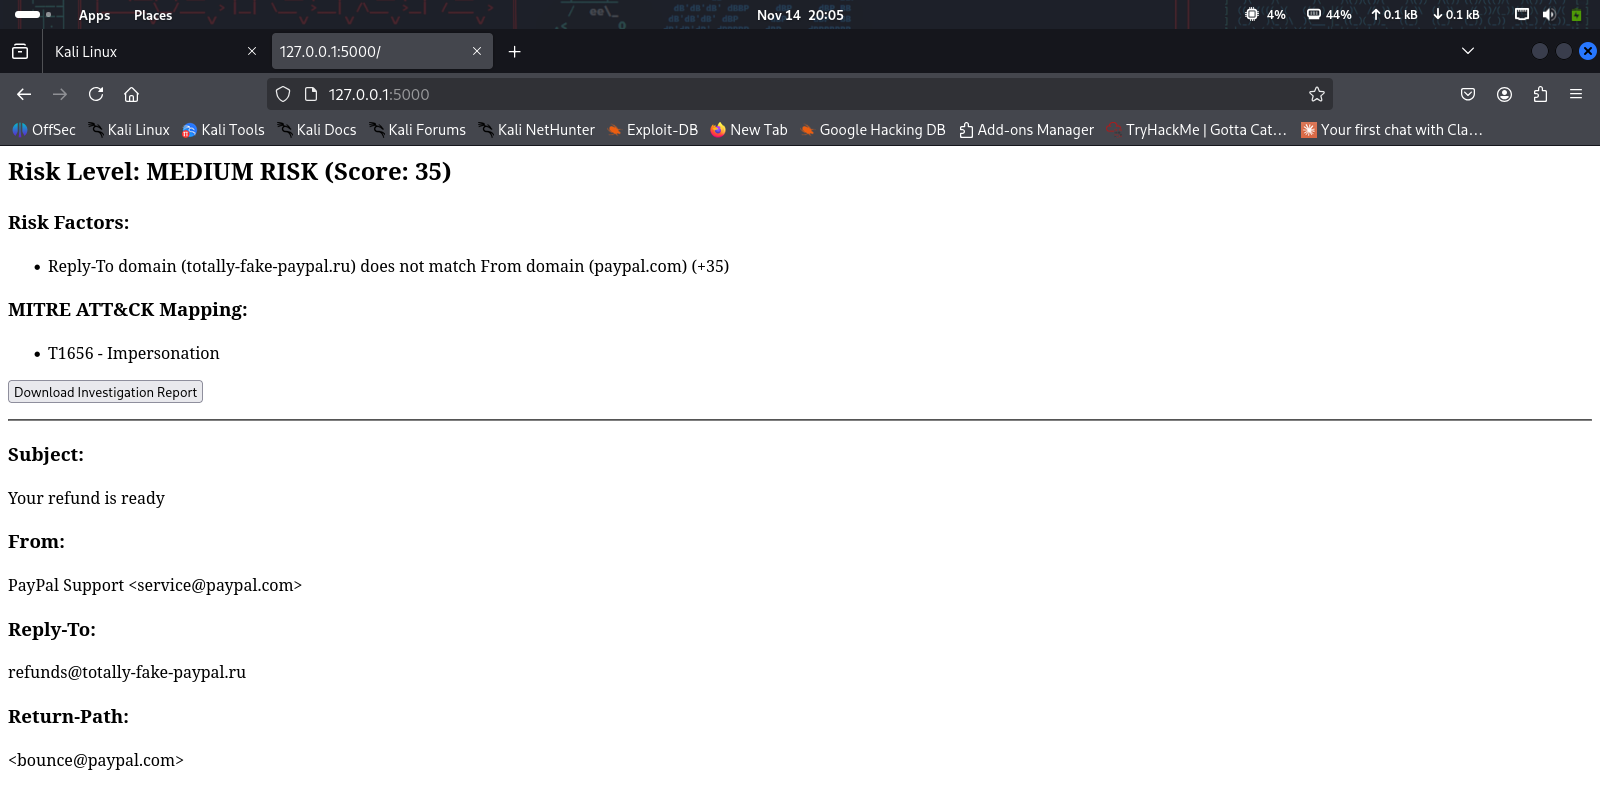 Apps Places Nov 14 20:05 4% 44% 0.1 kB 0.1 kB
Kali Linux 127.0.0.1:5000/
127.0.0.1:5000
OffSec Kali Linux Kali Tools Kali Docs Kali Forums Kali NetHunter Exploit-DB New Tab Google Hacking DB Add-ons Manager TryHackMe | Gotta Cat… Your first chat with Cla…
Risk Level: MEDIUM RISK (Score: 35)
Risk Factors:
• Reply-To domain (totally-fake-paypal.ru) does not match From domain (paypal.com) (+35)
MITRE ATT&CK Mapping:
• T1656 - Impersonation
Download Investigation Report
Subject:
Your refund is ready
From:
PayPal Support <service@paypal.com>
Reply-To:
refunds@totally-fake-paypal.ru
Return-Path:
<bounce@paypal.com>